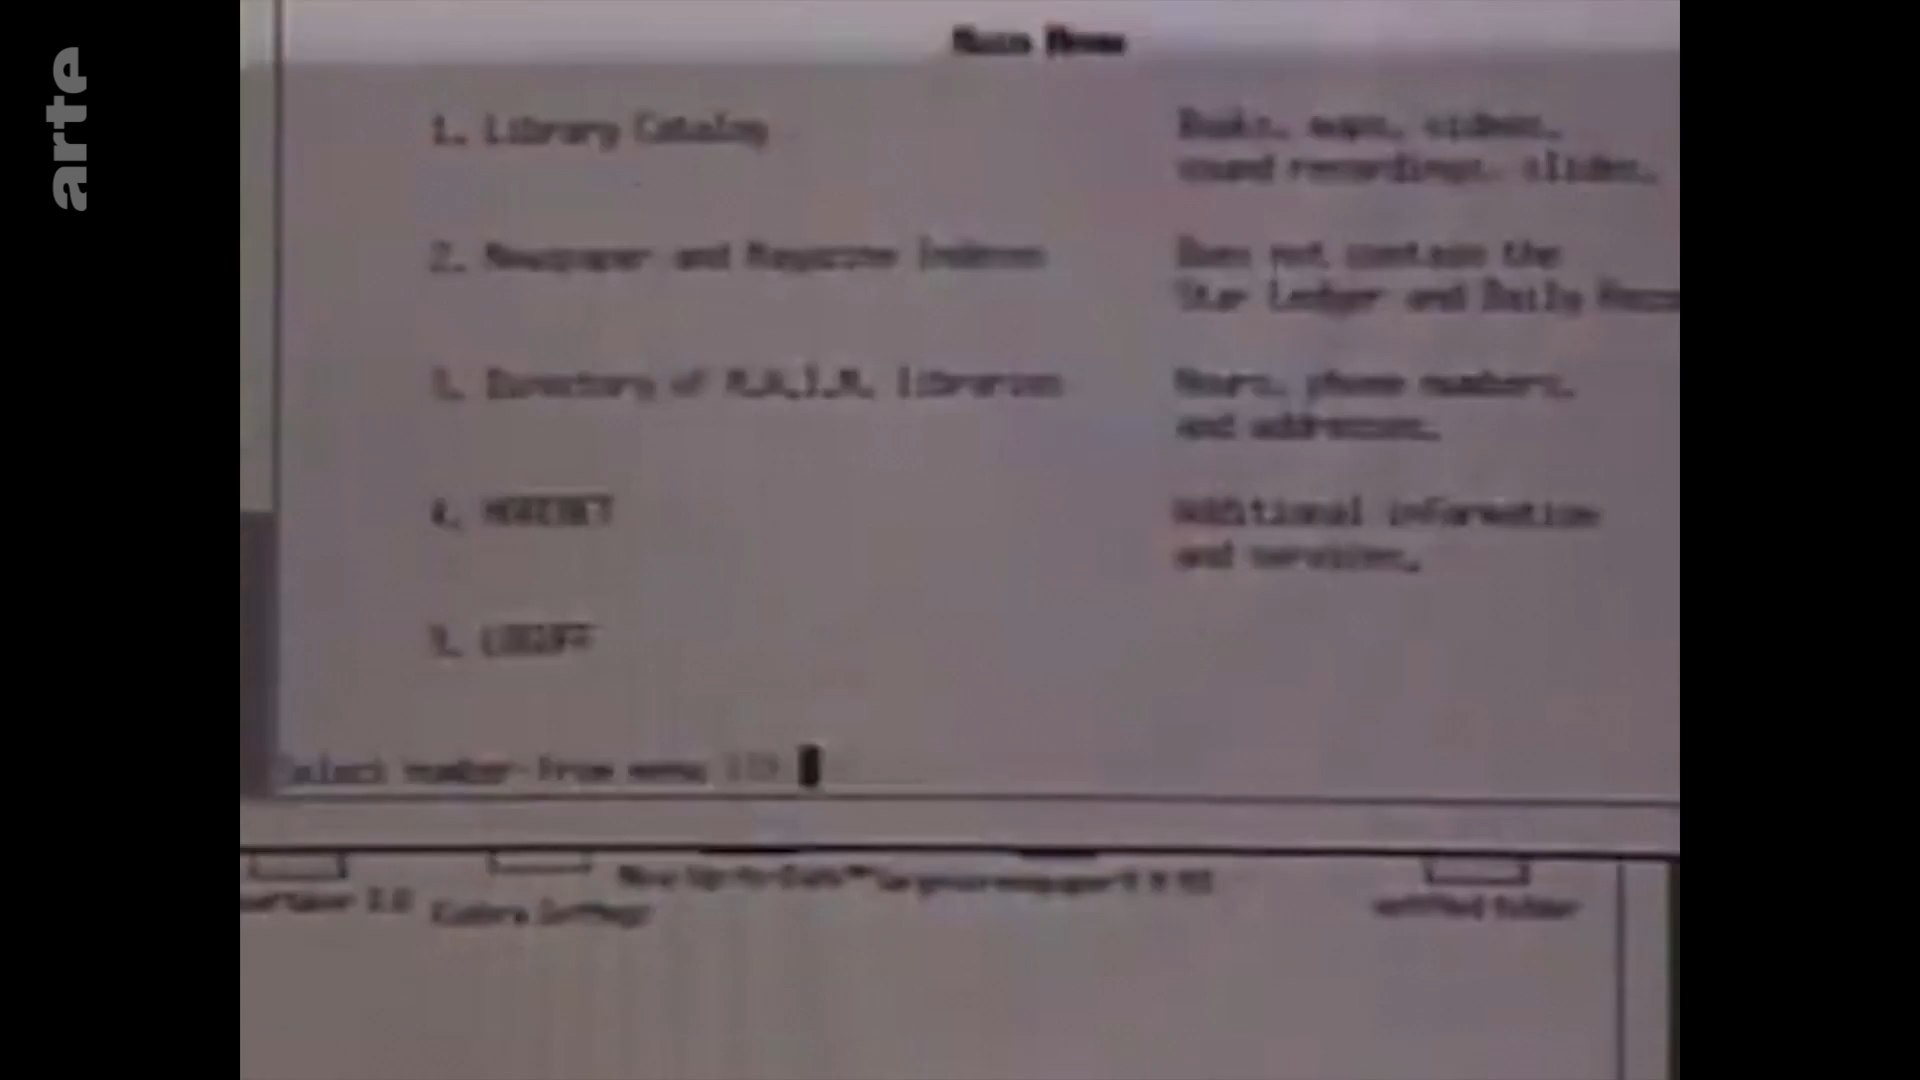 arte
Main Menu
1. Library Catalog
Books, maps, videos,
sound recordings, slides.
2. Newspaper and Magazine Indexes
Does not contain the
Star Ledger and Daily
3. Directory of M.A.I.N. libraries
Hours, phone numbers,
and addresses.
4. MORENET
Additional information
and services.
5. LOGOFF
Select number from menu
untitled folder